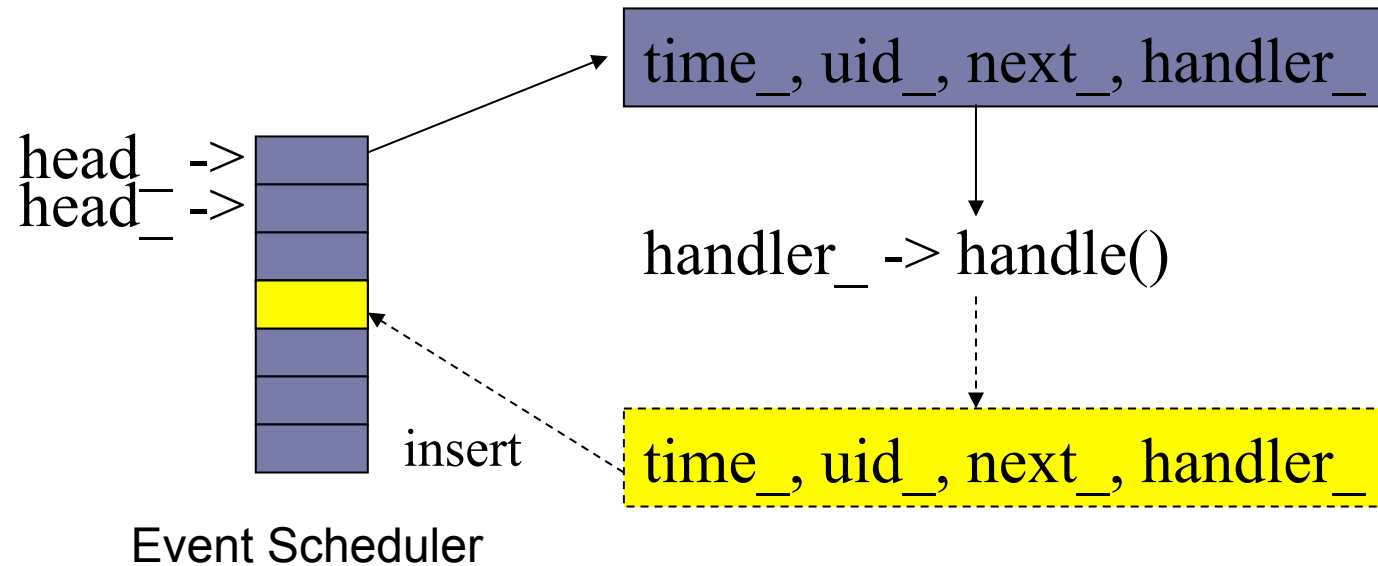 time_, uid_, next_, handler_
head_ ->
head_ ->
handler_ -> handle()
insert
time_, uid_, next_, handler_
Event Scheduler